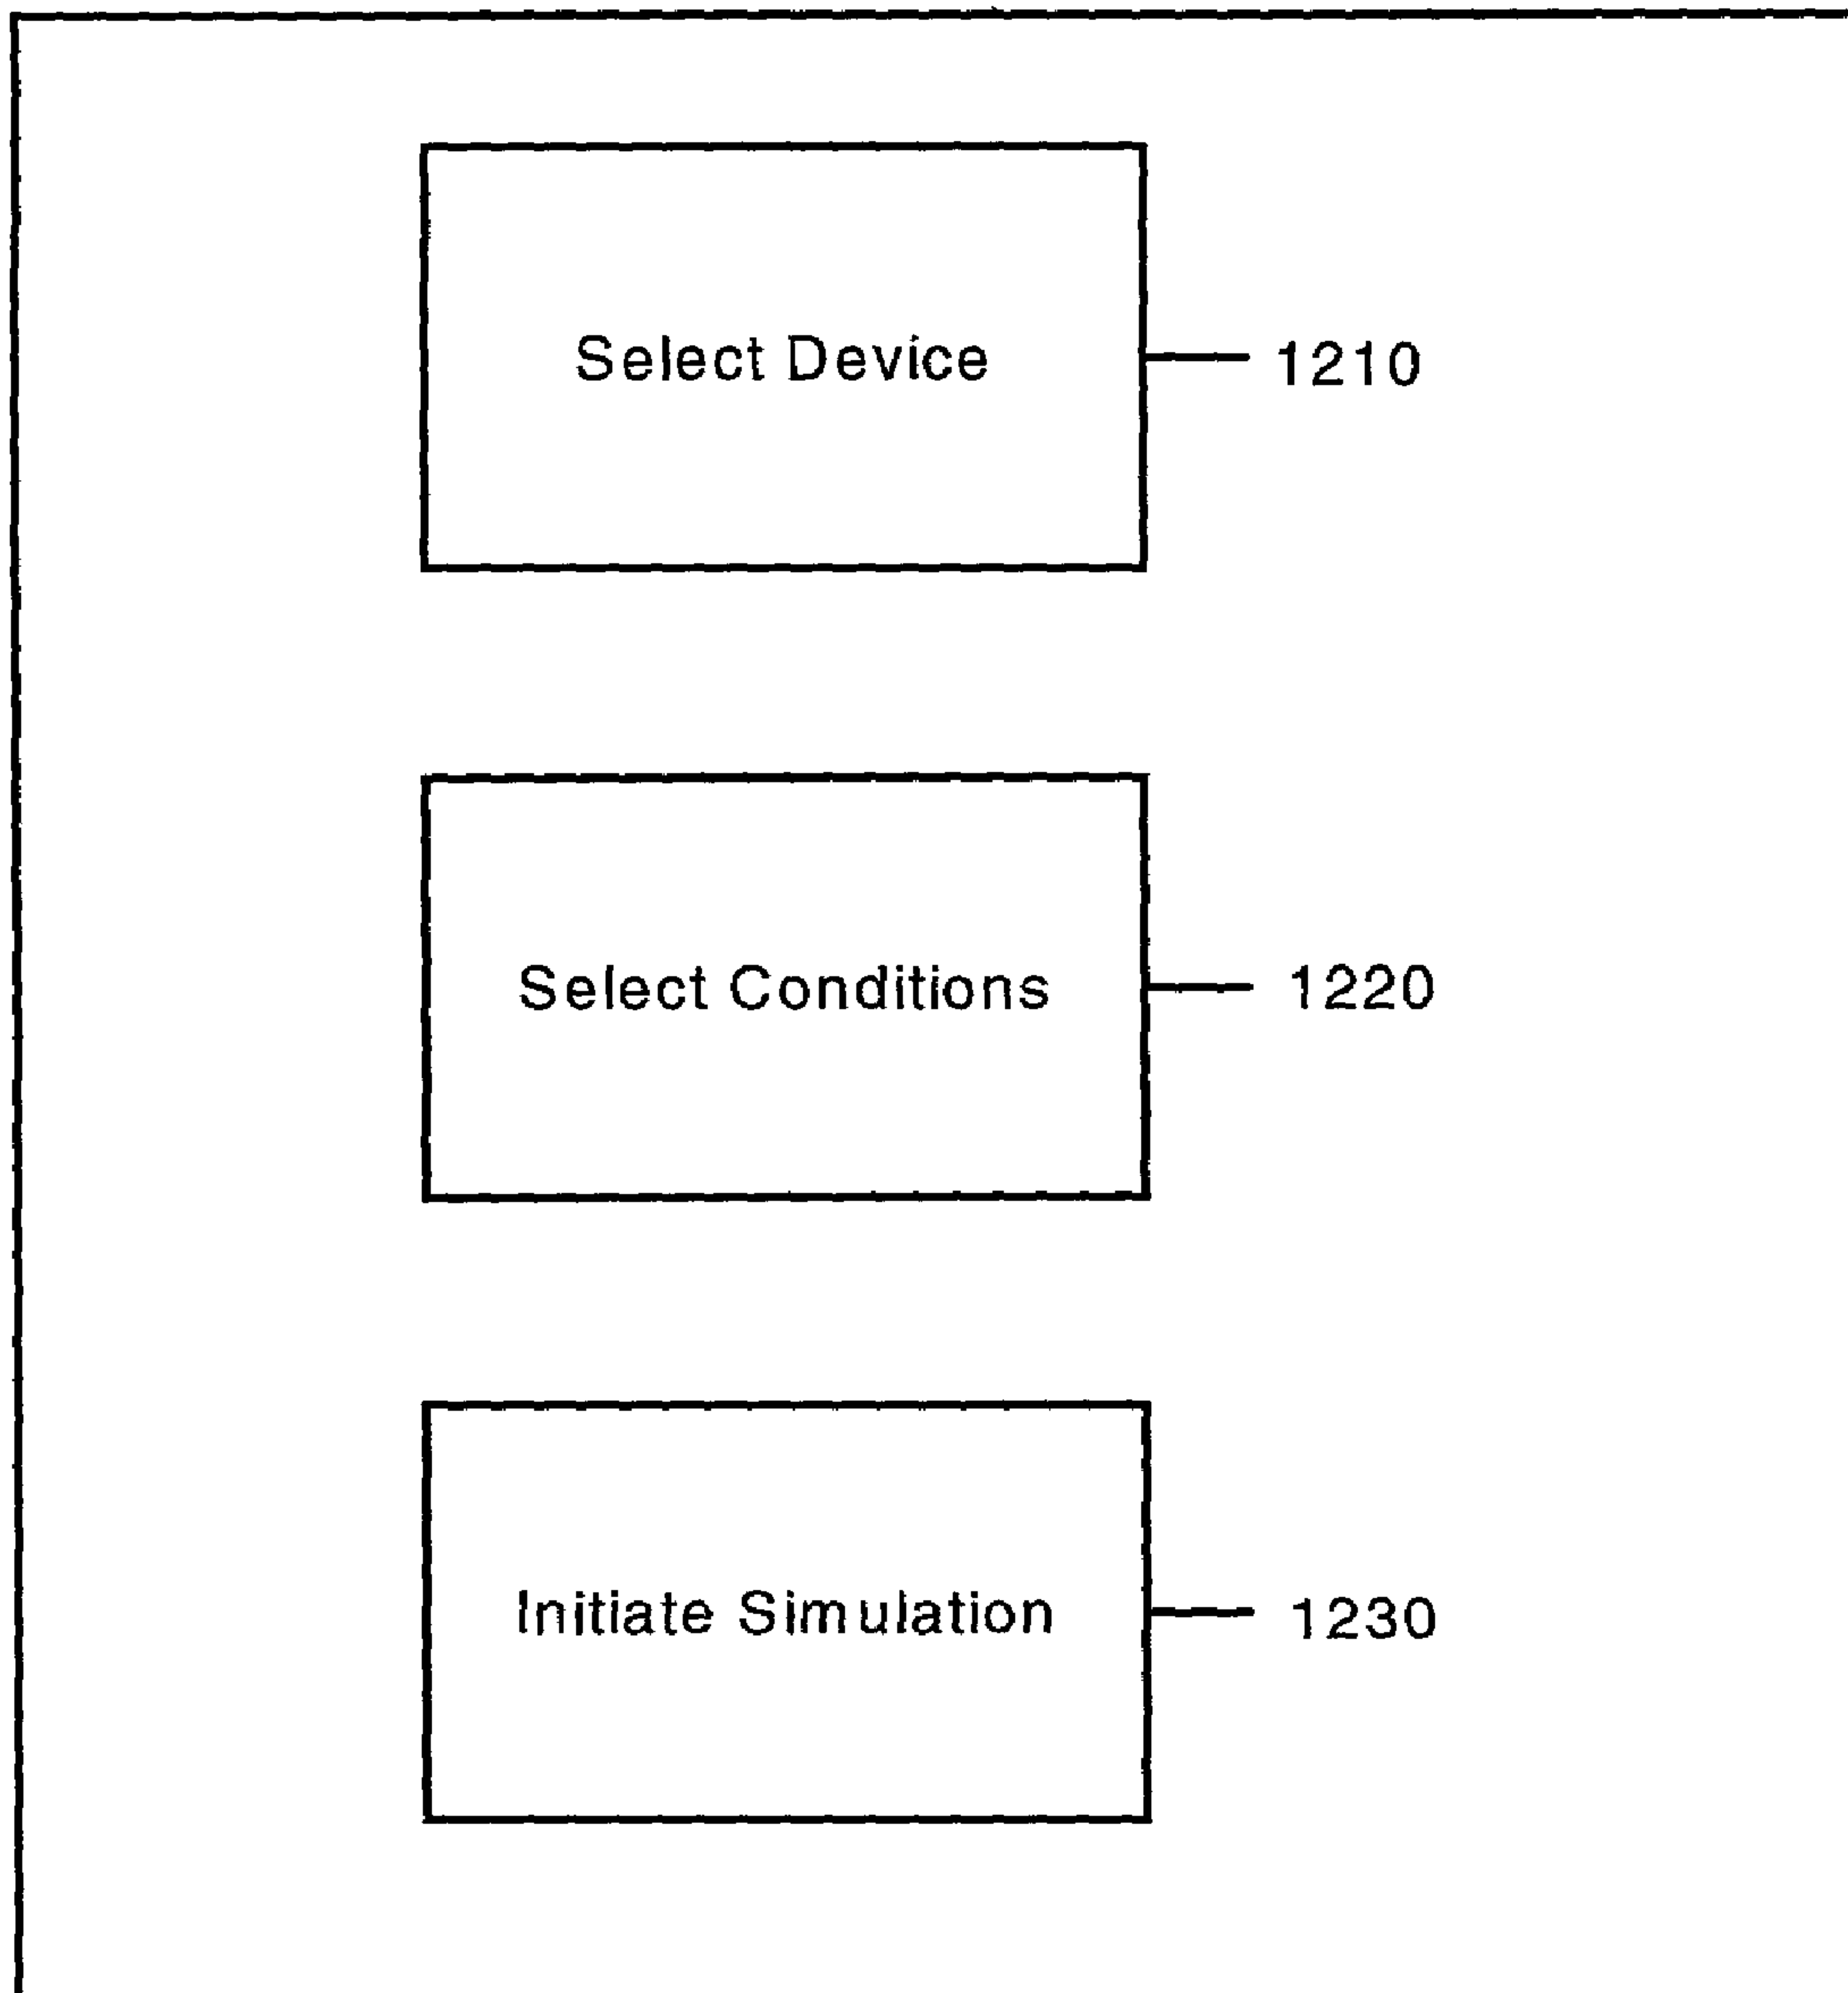 Select Device
1210
Select Conditions
1220
Initiate Simulation
1230